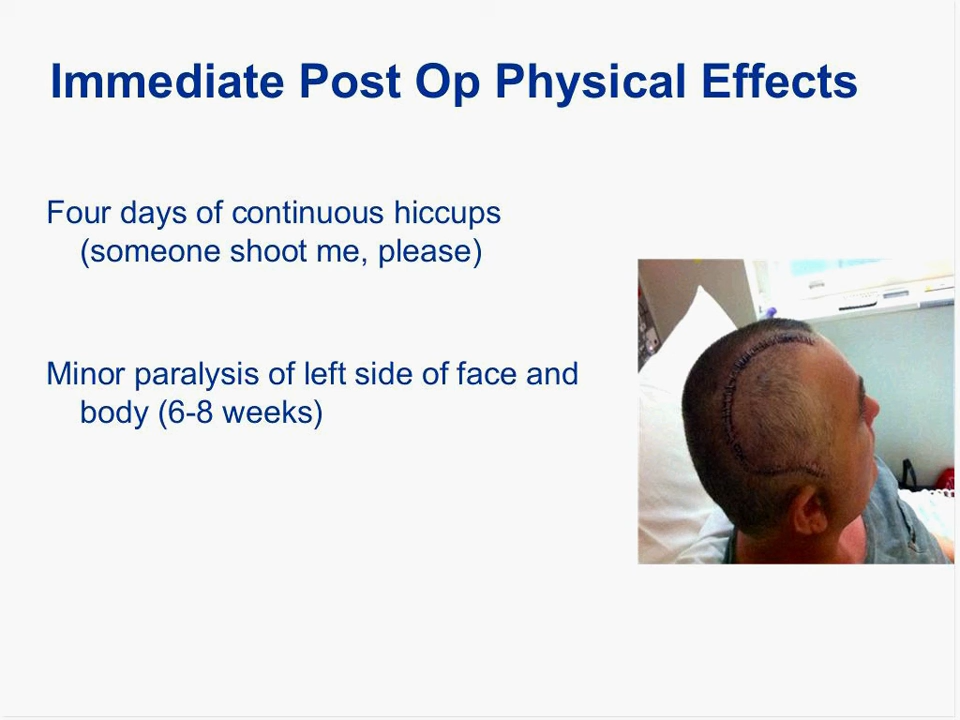 Immediate Post Op Physical Effects
Four days of continuous hiccups
(someone shoot me, please)
Minor paralysis of left side of face and
body (6-8 weeks)